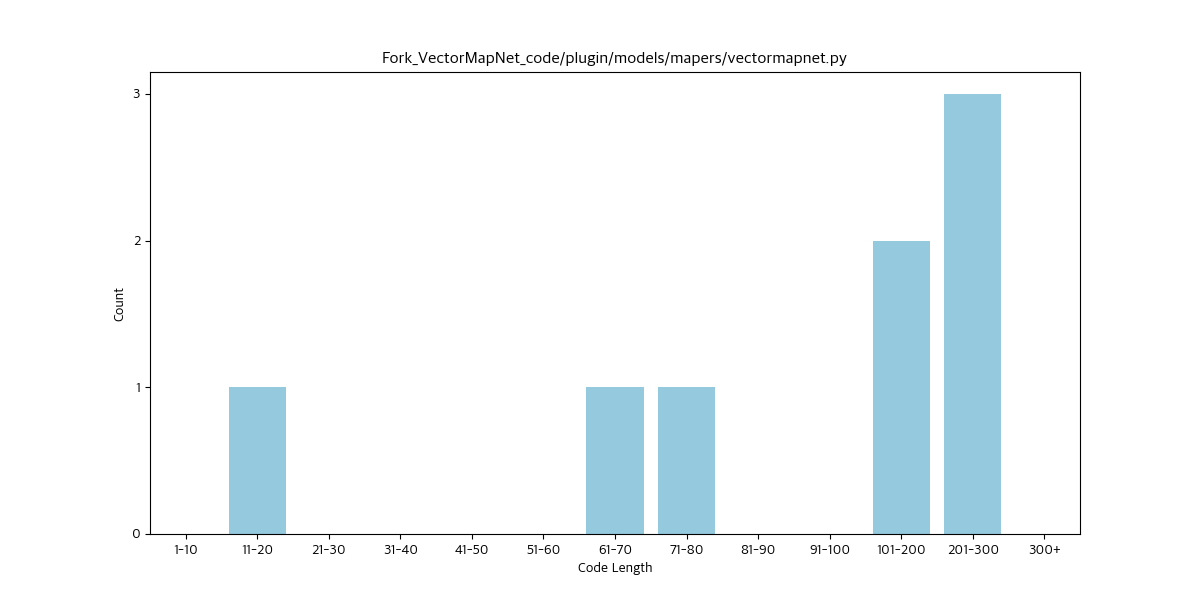 Fork_VectorMapNet_code/plugin/models/mapers/vectormapnet.py
Count
3
2
1
0
1-10 11-20 21-30 31-40 41-50 51-60 61-70 71-80 81-90 91-100 101-200 201-300 300+
Code Length